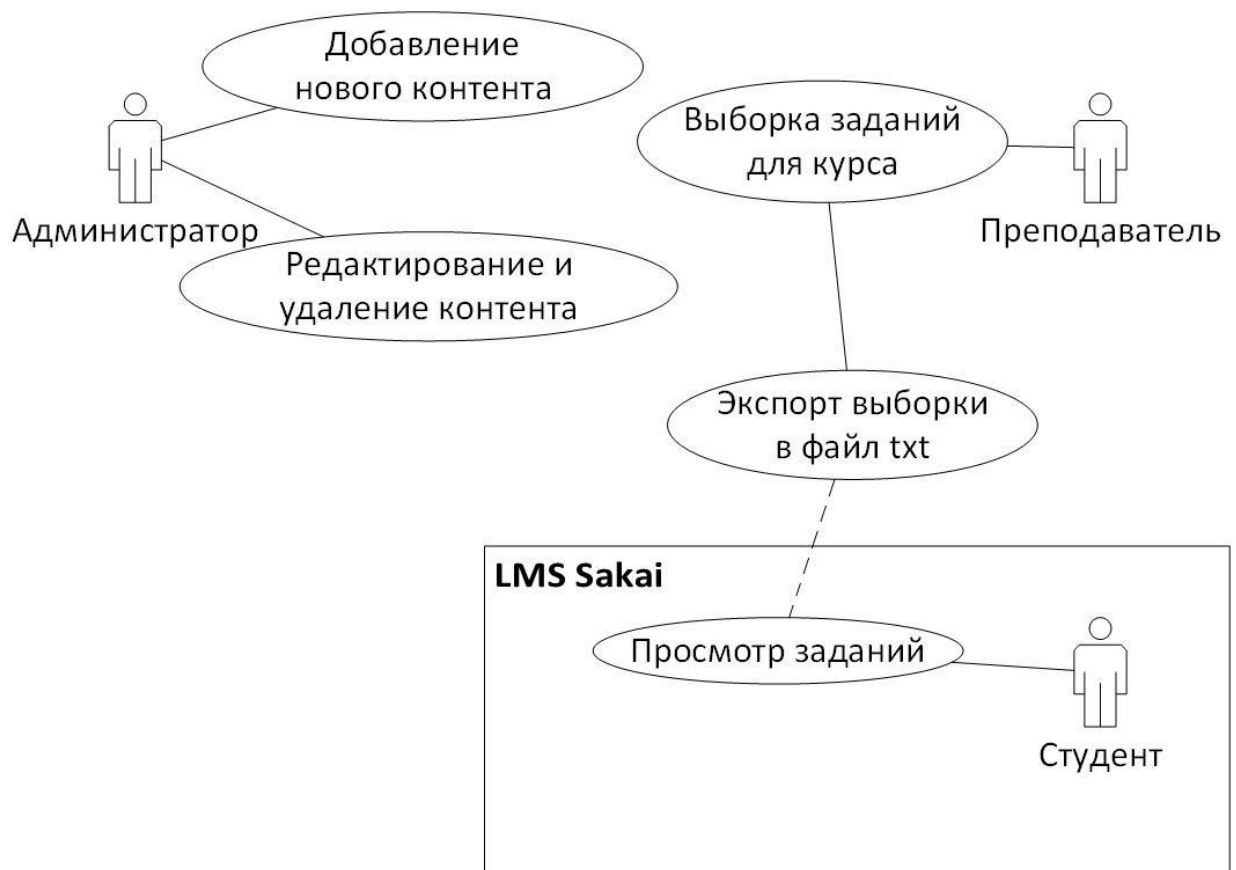 Добавление
нового контента
Администратор
Редактирование и
удаление контента
Выборка заданий
для курса
Преподаватель
Экспорт выборки
в файл txt
LMS Sakai
Просмотр заданий
Студент